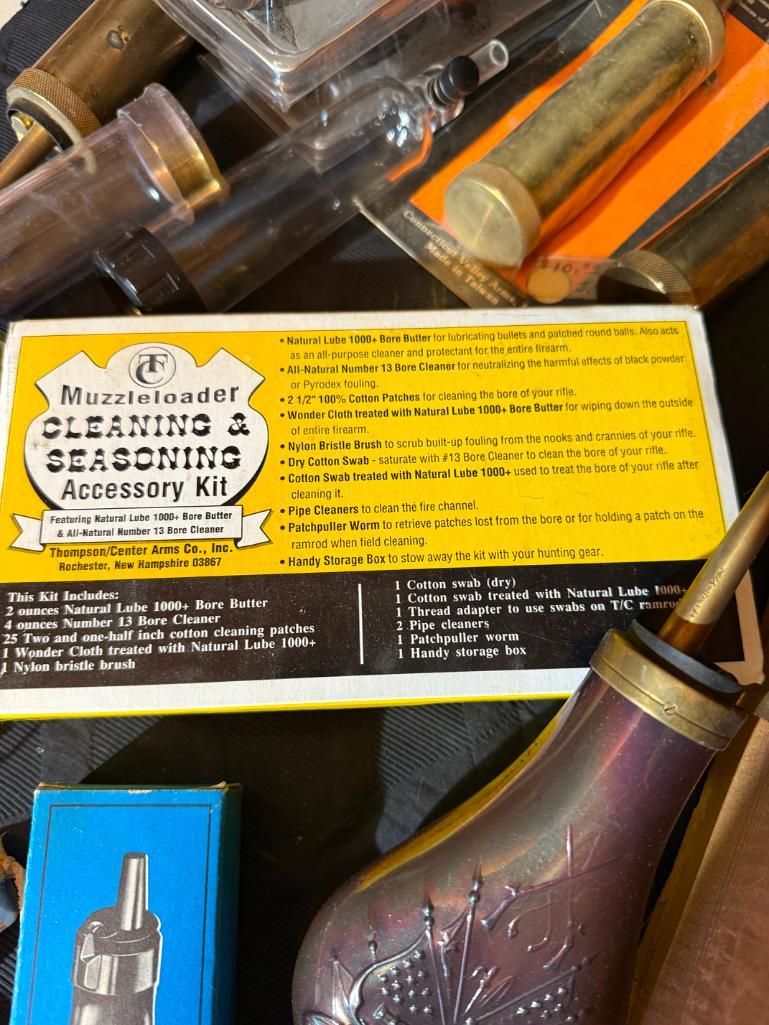 Connecticut Valley Arms,
Made in Taiwan
$10.00
TC
Muzzleloader
CLEANING &
SEASONING
Accessory Kit
Featuring Natural Lube 1000+ Bore Butter
& All-Natural Number 13 Bore Cleaner
Thompson/Center Arms Co., Inc.
Rochester, New Hampshire 03867
• Natural Lube 1000+ Bore Butter for lubricating bullets and patched round balls. Also acts
as an all-purpose cleaner and protectant for the entire firearm.
• All-Natural Number 13 Bore Cleaner for neutralizing the harmful effects of black powder
or Pyrodex fouling.
• 2 1/2" 100% Cotton Patches for cleaning the bore of your rifle.
• Wonder Cloth treated with Natural Lube 1000+ Bore Butter for wiping down the outside
of entire firearm.
• Nylon Bristle Brush to scrub built-up fouling from the nooks and crannies of your rifle.
• Dry Cotton Swab - saturate with #13 Bore Cleaner to clean the bore of your rifle.
• Cotton Swab treated with Natural Lube 1000+ used to treat the bore of your rifle after
cleaning it.
• Pipe Cleaners to clean the fire channel.
• Patchpuller Worm to retrieve patches lost from the bore or for holding a patch on the
ramrod when field cleaning.
• Handy Storage Box to stow away the kit with your hunting gear.
This Kit Includes:
2 ounces Natural Lube 1000+ Bore Butter
4 ounces Number 13 Bore Cleaner
25 Two and one-half inch cotton cleaning patches
1 Wonder Cloth treated with Natural Lube 1000+
1 Nylon bristle brush
1 Cotton swab (dry)
1 Cotton swab treated with Natural Lube 1000+
1 Thread adapter to use swabs on T/C ramro
2 Pipe cleaners
1 Patchpuller worm
1 Handy storage box